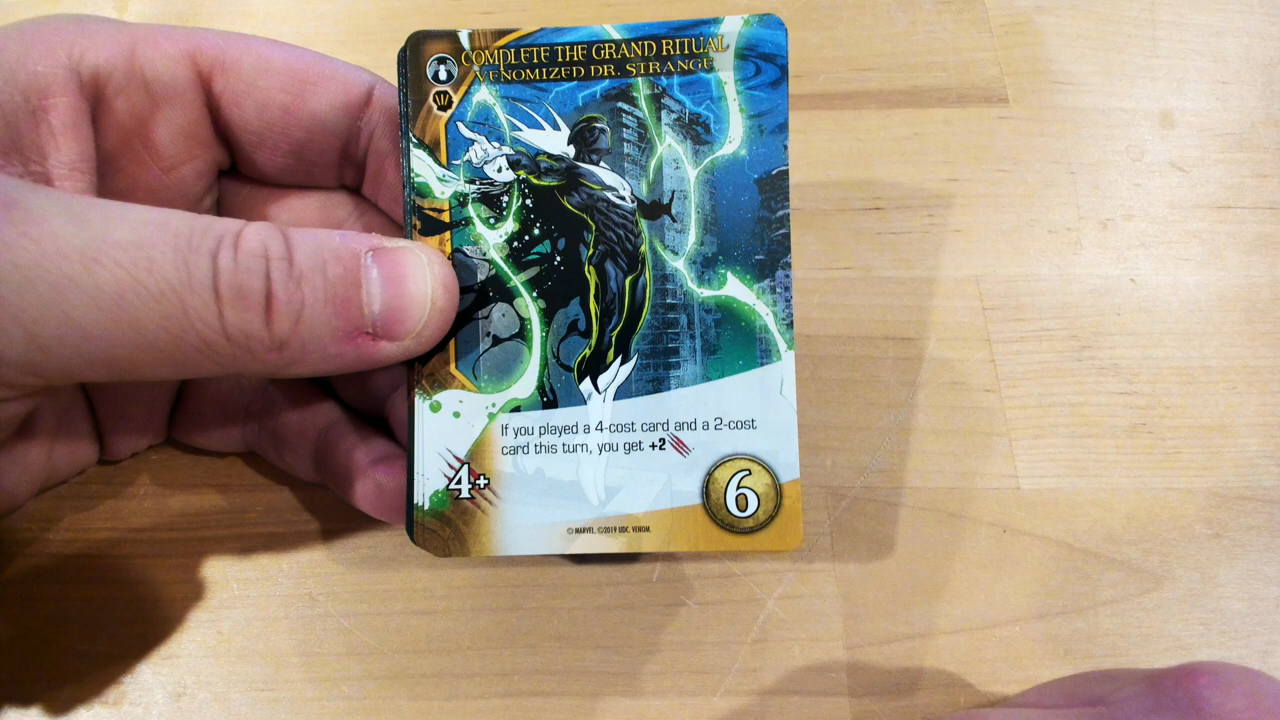 COMPLETE THE GRAND RITUAL
VENOMIZED DR. STRANGE
If you played a 4-cost card and a 2-cost
card this turn, you get +2
4+
6
© MARVEL. ©2019 UDC. VENOM.